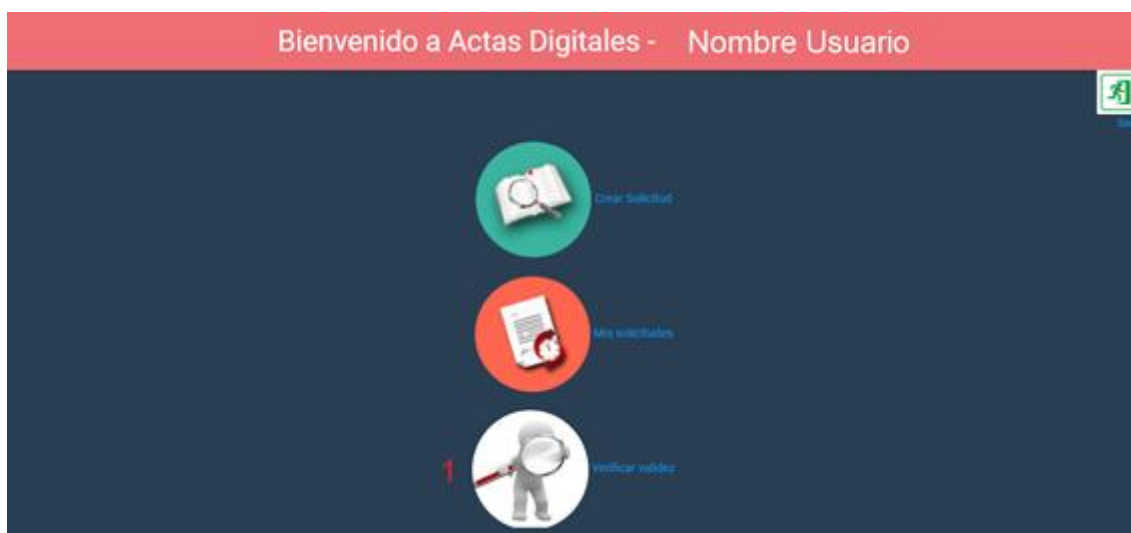 Bienvenido a Actas Digitales - Nombre Usuario
Crear Solicitud
Mis solicitudes
1
Verificar validez